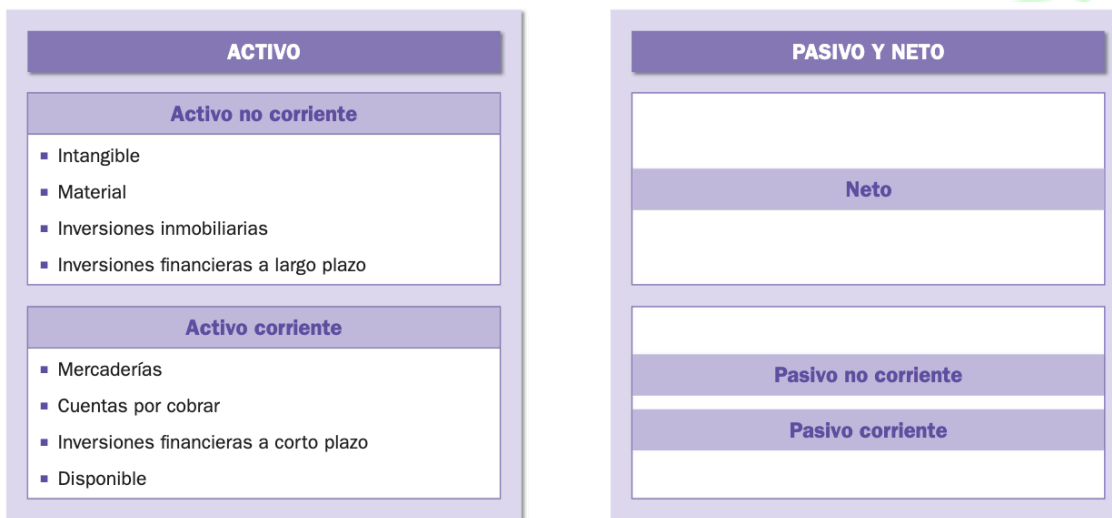 ACTIVO
Activo no corriente
Intangible
Material
Inversiones inmobiliarias
Inversiones financieras a largo plazo
Activo corriente
Mercaderías
Cuentas por cobrar
Inversiones financieras a corto plazo
Disponible
PASIVO Y NETO
Neto
Pasivo no corriente
Pasivo corriente